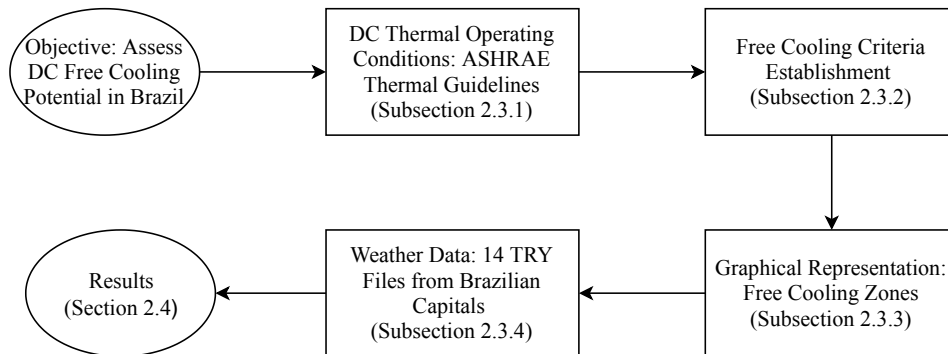 Objective: Assess
DC Free Cooling
Potential in Brazil
DC Thermal Operating
Conditions: ASHRAE
Thermal Guidelines
(Subsection 2.3.1)
Free Cooling Criteria
Establishment
(Subsection 2.3.2)
Graphical Representation:
Free Cooling Zones
(Subsection 2.3.3)
Weather Data: 14 TRY
Files from Brazilian
Capitals
(Subsection 2.3.4)
Results
(Section 2.4)